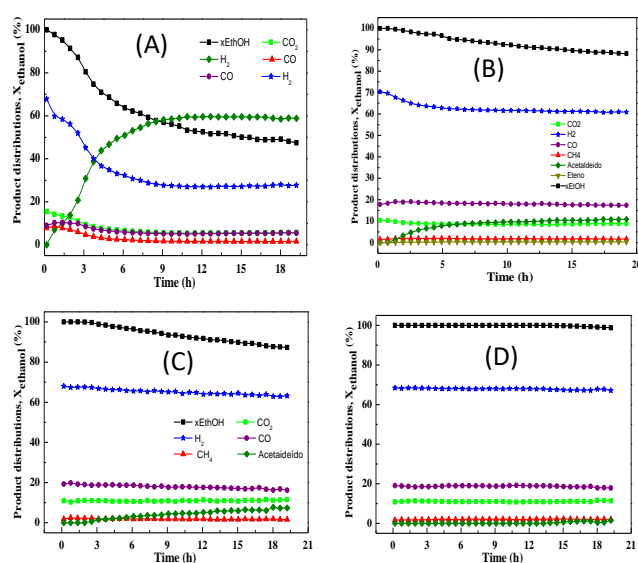 (A)
xEthOH
CO2
H2
CO
CO
H2
Product distributions, Xethanol (%)
100
80
60
40
20
0
0 3 6 9 12 15 18
Time (h)
(B)
CO2
H2
CO
CH4
Acetaldeido
Eteno
xEtOH
Product distributions, Xethanol (%)
100
90
80
70
60
50
40
30
20
10
0
0 5 10 15 20
Time (h)
(C)
xEthOH
CO2
H2
CO
CH4
Acetaideído
Product distributions, Xethanol (%)
100
80
60
40
20
0
0 3 6 9 12 15 18 21
Time (h)
(D)
Product distributions, Xethanol (%)
100
80
60
40
20
0
0 3 6 9 12 15 18 21
Time (h)